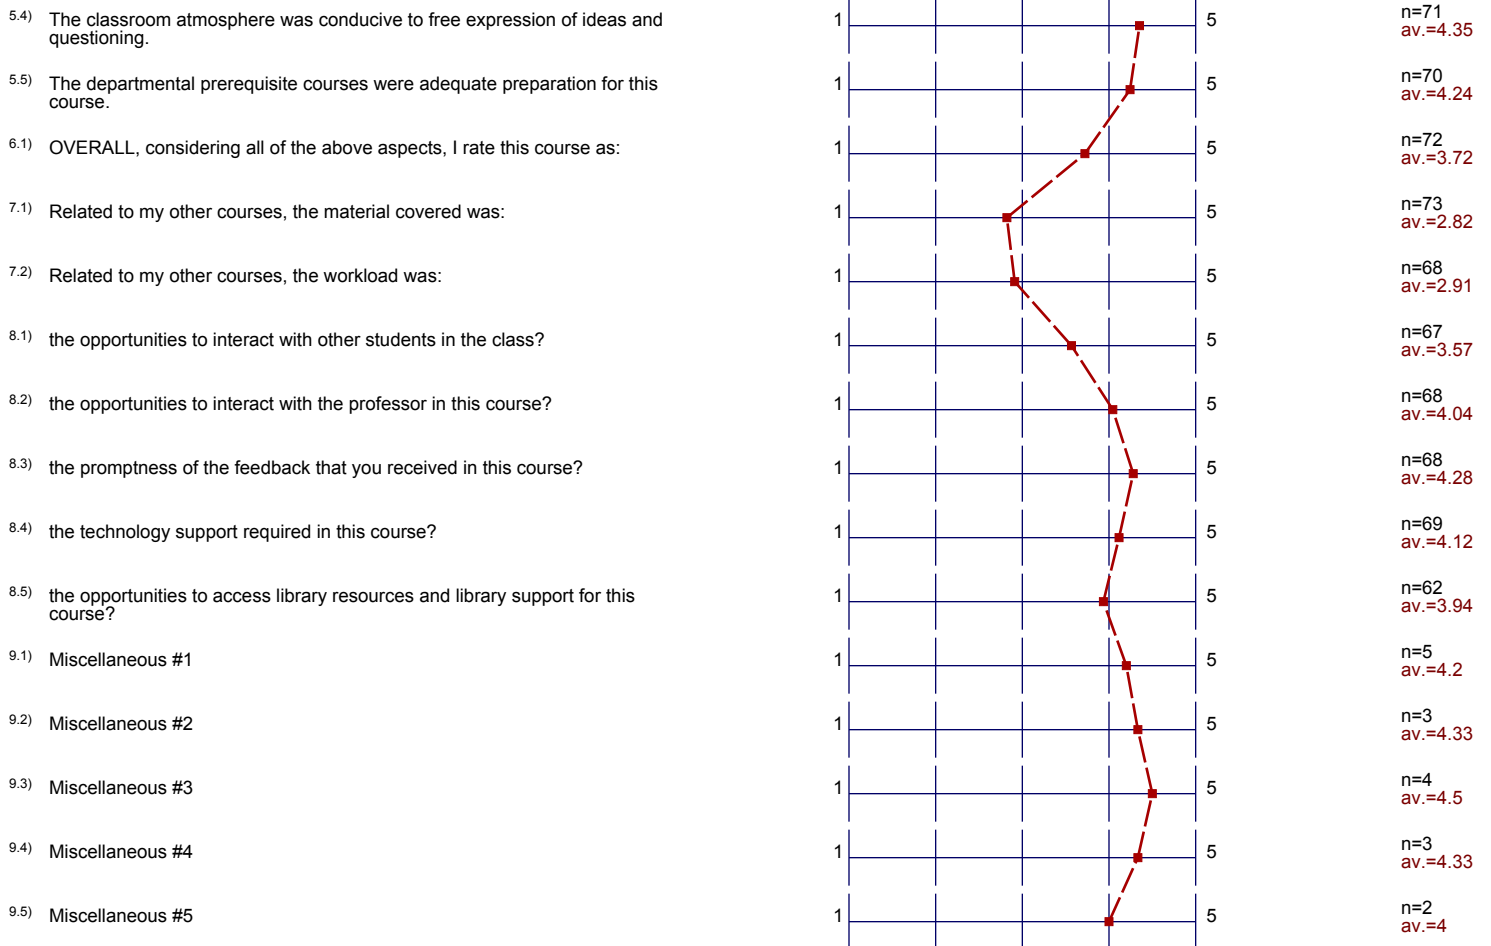 5.4) The classroom atmosphere was conducive to free expression of ideas and 1 5 n=71
questioning. av.=4.35
5.5) The departmental prerequisite courses were adequate preparation for this 1 5 n=70
course. av.=4.24
6.1) OVERALL, considering all of the above aspects, I rate this course as: 1 5 n=72
av.=3.72
7.1) Related to my other courses, the material covered was: 1 5 n=73
av.=2.82
7.2) Related to my other courses, the workload was: 1 5 n=68
av.=2.91
8.1) the opportunities to interact with other students in the class? 1 5 n=67
av.=3.57
8.2) the opportunities to interact with the professor in this course? 1 5 n=68
av.=4.04
8.3) the promptness of the feedback that you received in this course? 1 5 n=68
av.=4.28
8.4) the technology support required in this course? 1 5 n=69
av.=4.12
8.5) the opportunities to access library resources and library support for this 1 5 n=62
course? av.=3.94
9.1) Miscellaneous #1 1 5 n=5
av.=4.2
9.2) Miscellaneous #2 1 5 n=3
av.=4.33
9.3) Miscellaneous #3 1 5 n=4
av.=4.5
9.4) Miscellaneous #4 1 5 n=3
av.=4.33
9.5) Miscellaneous #5 1 5 n=2
av.=4